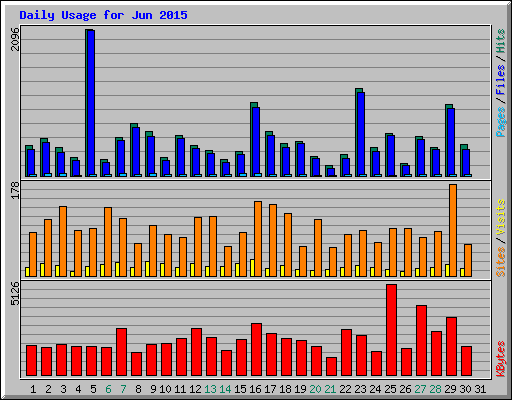 Daily Usage for Jun 2015
2096
Pages / Files / Hits
178
Sites / Visits
5126
KBytes
1 2 3 4 5 6 7 8 9 10 11 12 13 14 15 16 17 18 19 20 21 22 23 24 25 26 27 28 29 30 31